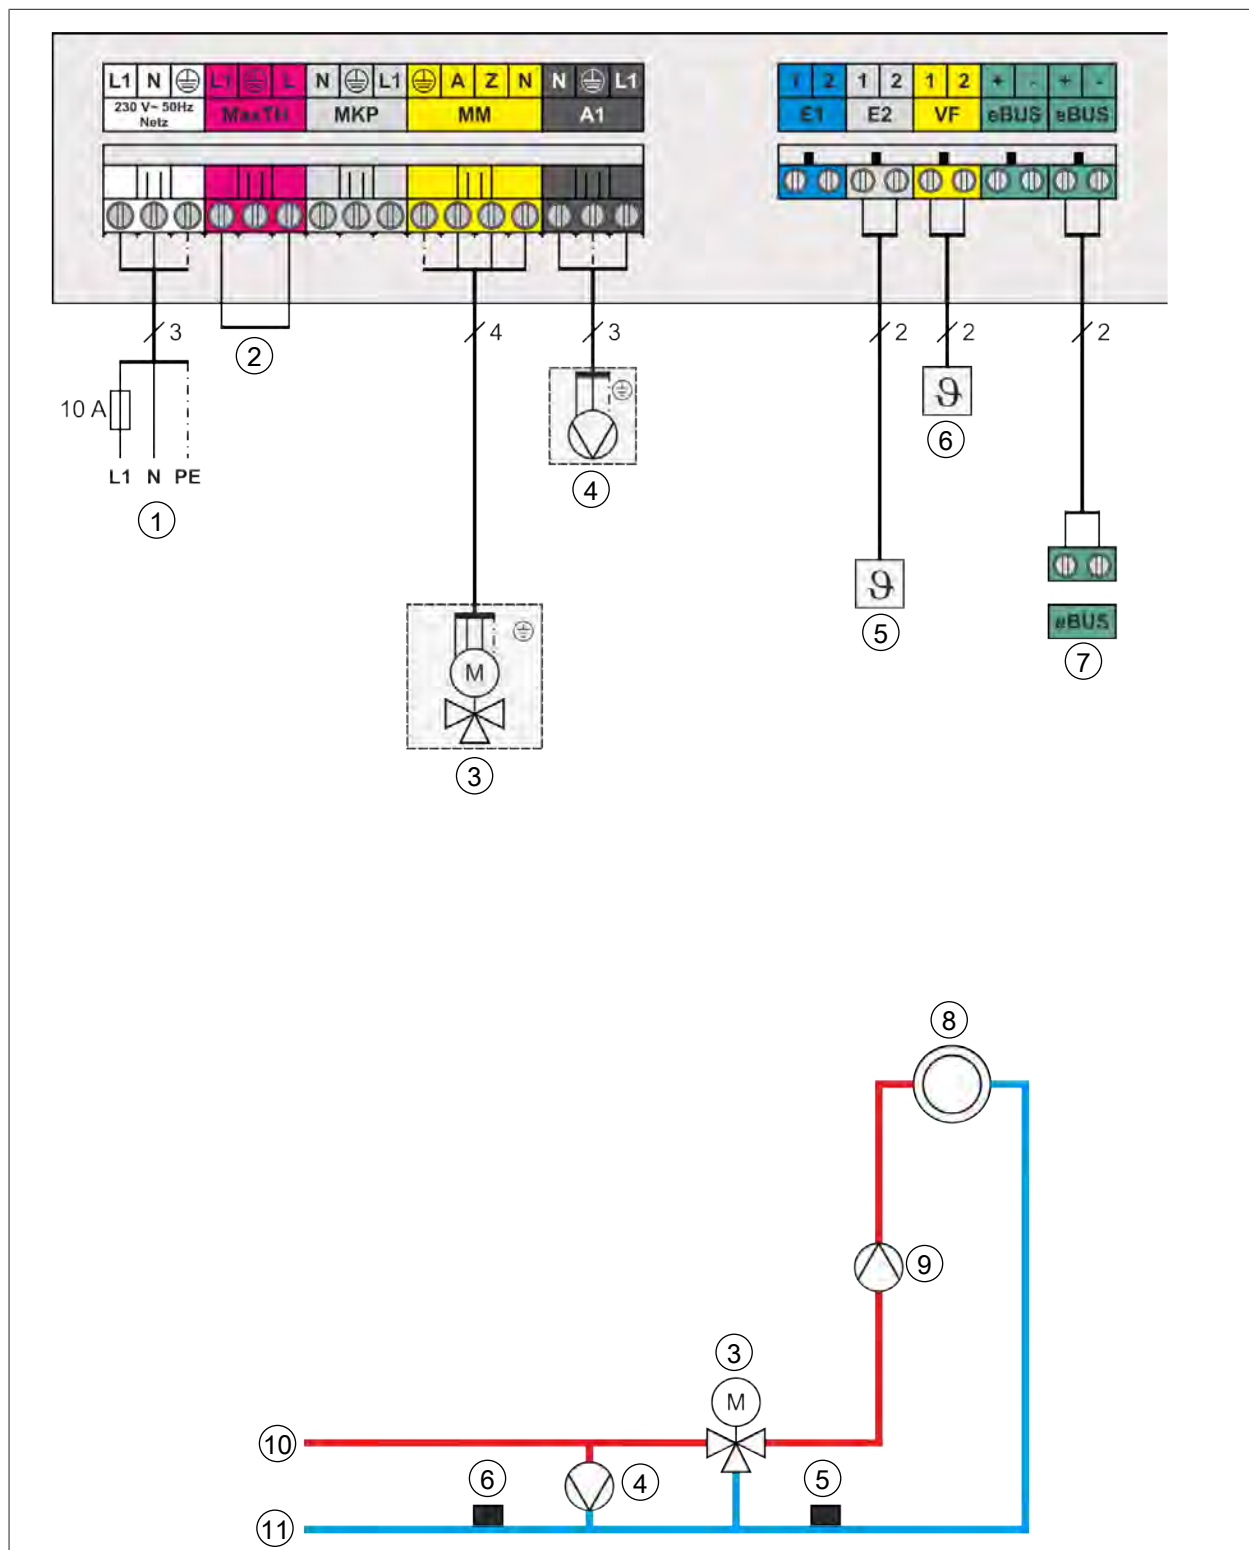 L1 N L1 L N L1 A Z N N L1
230 V~ 50Hz Netz MaxTH MKP MM A1
1 2 1 2 1 2 + - + -
E1 E2 VF eBUS eBUS
3 4 3 2 2 2
2
10 A
L1 N PE
1
4
6
5
eBUS
7
M
3
8
9
3
M
10
6 4 5
11